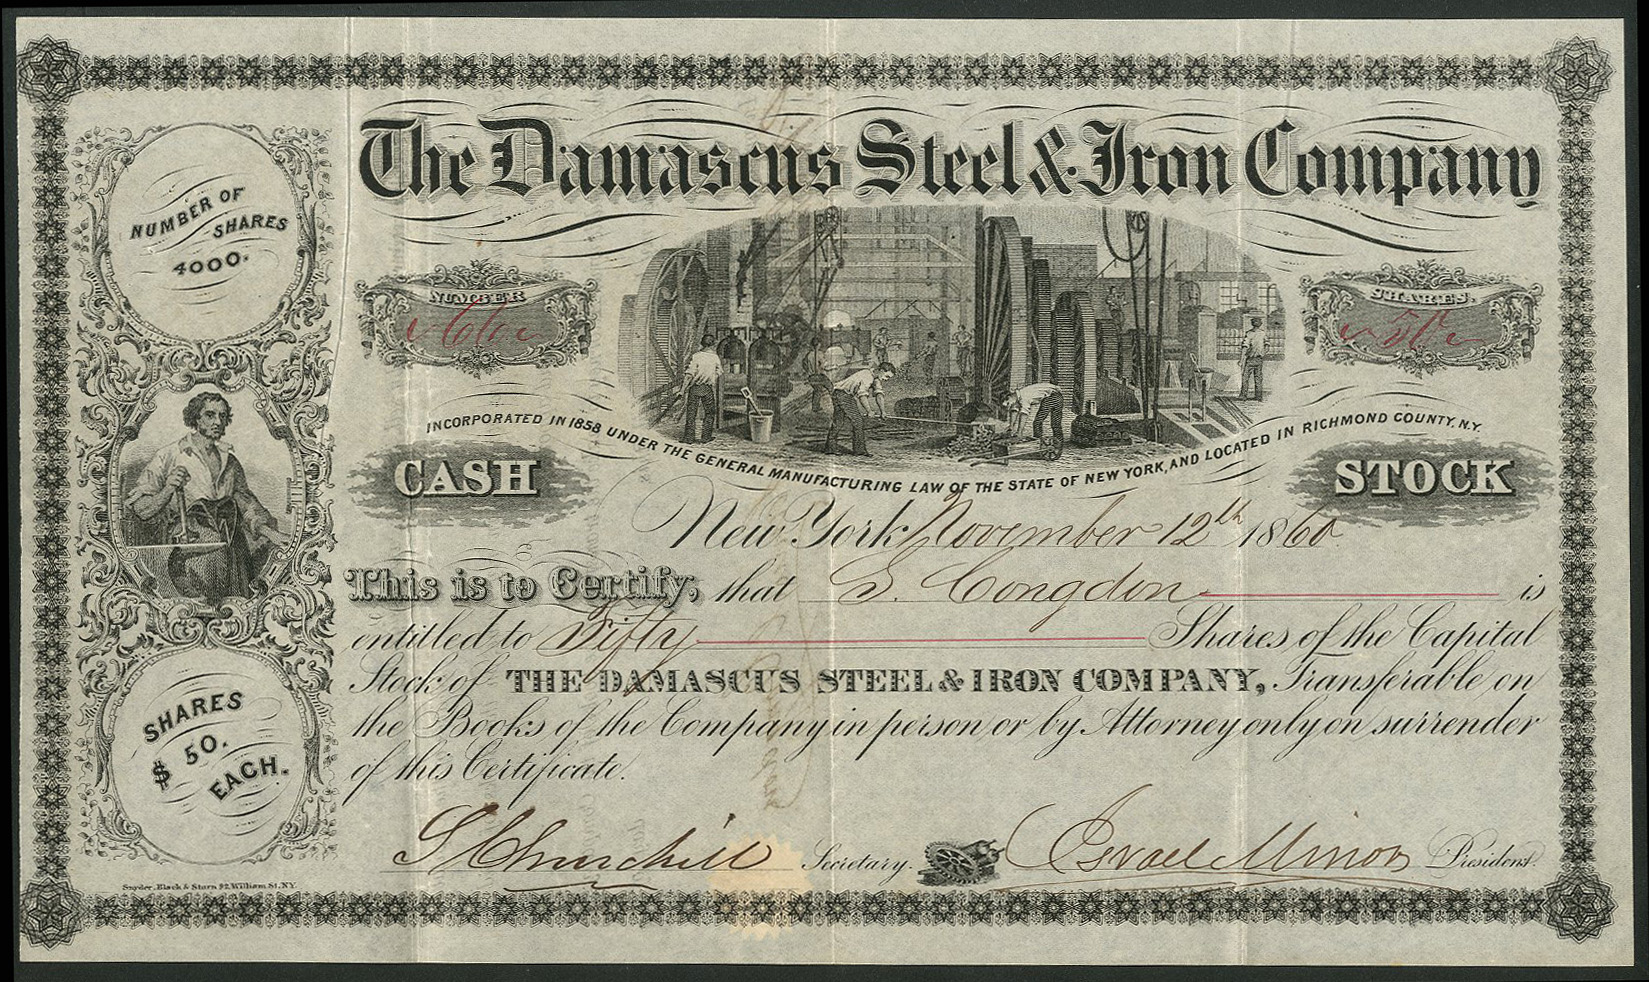 The Damascus Steel & Iron Company
NUMBER OF
SHARES
4000.
NUMBER
SHARES.
50
INCORPORATED IN 1858 UNDER THE GENERAL MANUFACTURING LAW OF THE STATE OF NEW YORK, AND LOCATED IN RICHMOND COUNTY, N.Y.
CASH
STOCK
New York November 12th 1860
This is to Certify, that S. Congdon is
entitled to Fifty Shares of the Capital
Stock of THE DAMASCUS STEEL & IRON COMPANY, Transferable on
the Books of the Company in person or by Attorney only on surrender
of this Certificate.
SHARES
$ 50.
EACH.
S Churchill Secretary.
Israel Minor President.
Snyder, Black & Sturn 92 William St. N.Y.